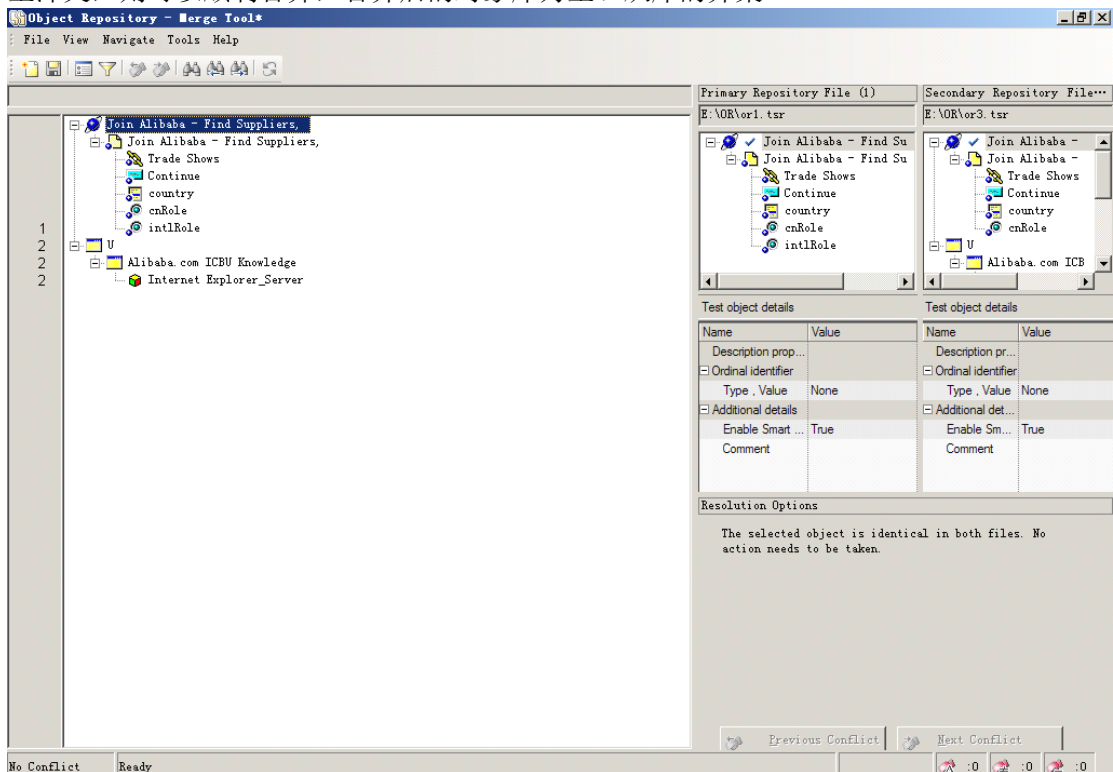 Object Repository - Merge Tool*
File View Navigate Tools Help
Primary Repository File (1)
Secondary Repository File...
E:\OR\or1.tsr
E:\OR\or3.tsr
Join Alibaba - Find Suppliers,
Join Alibaba - Find Suppliers,
Trade Shows
Continue
country
cnRole
1 intlRole
2 U
2 Alibaba.com ICBU Knowledge
2 Internet Explorer_Server
Join Alibaba - Find Su
Join Alibaba - Find Su
Trade Shows
Continue
country
cnRole
intlRole
Join Alibaba -
Join Alibaba -
Trade Shows
Continue
country
cnRole
U
Alibaba.com ICB
Test object details
Name Value
Description prop...
Ordinal identifier
Type , Value None
Additional details
Enable Smart ... True
Comment
Test object details
Name Value
Description pr...
Ordinal identifier
Type , Value None
Additional det...
Enable Sm... True
Comment
Resolution Options
The selected object is identical in both files. No
action needs to be taken.
Previous Conflict
Next Conflict
No Conflict
Ready
:0 :0 :0